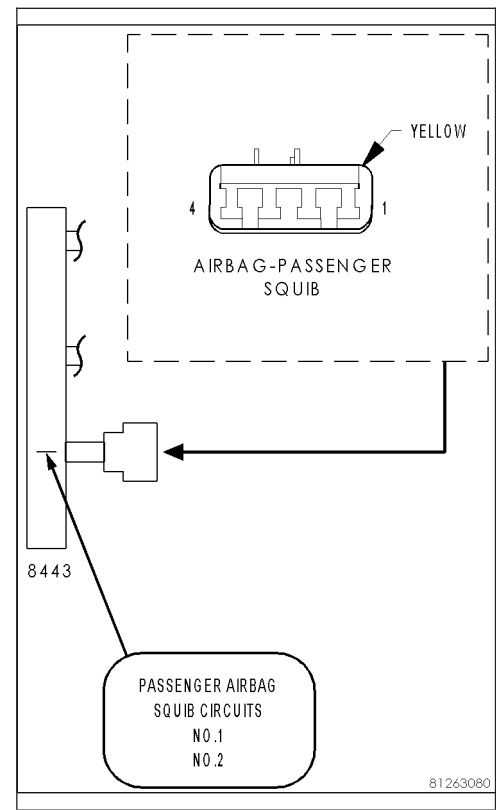 YELLOW
4
1
AIRBAG-PASSENGER
SQUIB
8443
PASSENGER AIRBAG
SQUIB CIRCUITS
NO.1
NO.2
81263080